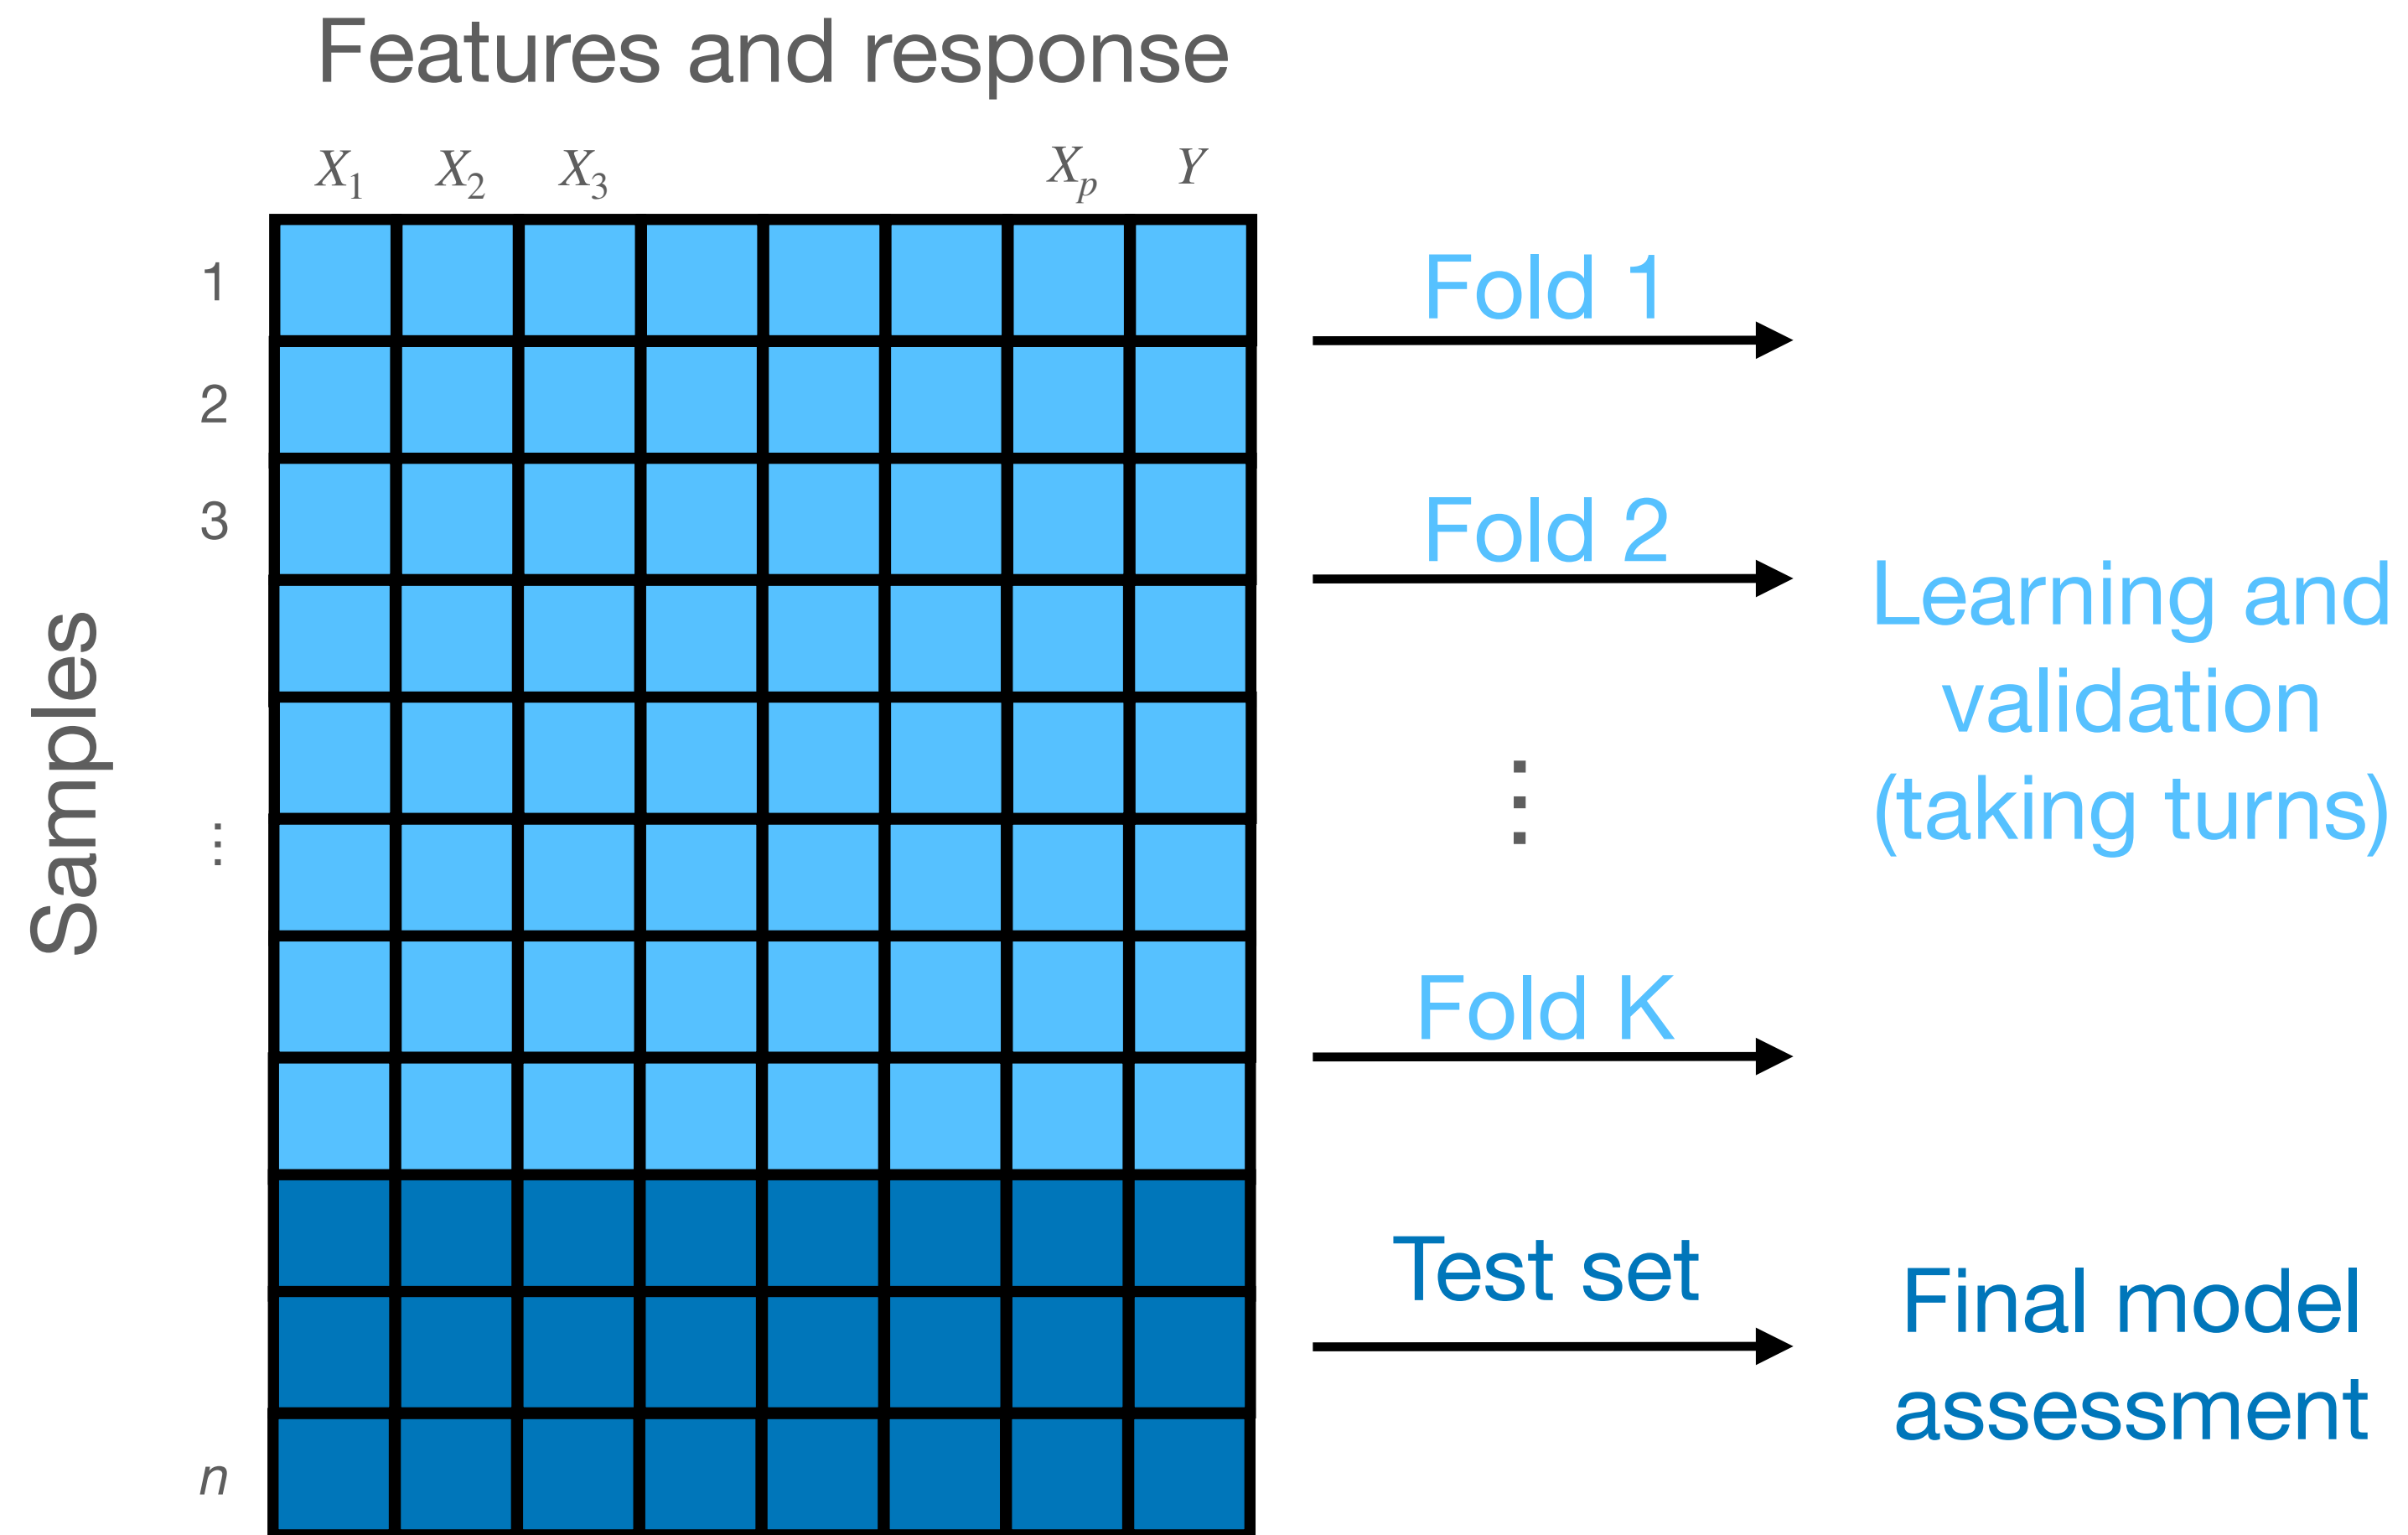 Features and response
X₁ X₂ X₃ Xₚ Y
Samples
1
2
3
⋮
n
Fold 1
Fold 2
⋮
Fold K
Learning and
validation
(taking turns)
Test set
Final model
assessment